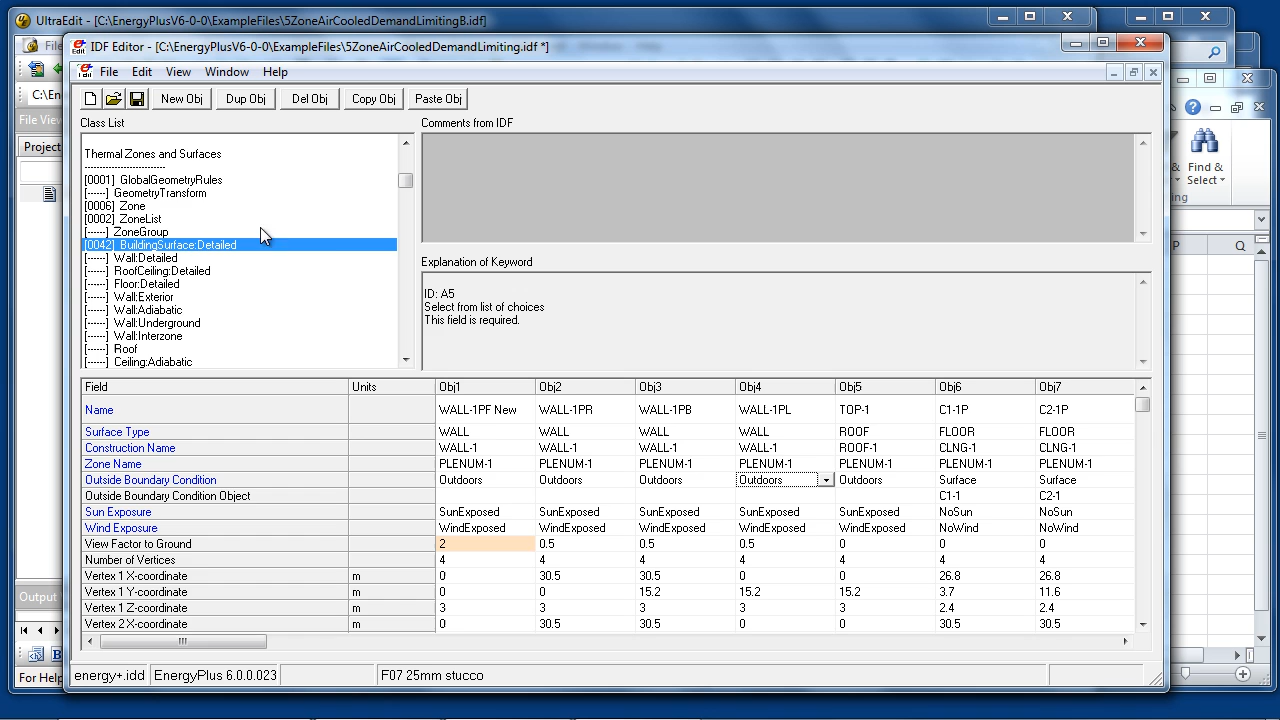 UltraEdit - [C:\EnergyPlusV6-0-0\ExampleFiles\5ZoneAirCooledDemandLimitingB.idf]
IDF Editor - [C:\EnergyPlusV6-0-0\ExampleFiles\5ZoneAirCooledDemandLimiting.idf *]
File Edit View Window Help
New Obj Dup Obj Del Obj Copy Obj Paste Obj
Class List
Comments from IDF
Thermal Zones and Surfaces
-------------------------
[0001] GlobalGeometryRules
[------] GeometryTransform
[0006] Zone
[0002] ZoneList
[------] ZoneGroup
[0042] BuildingSurface:Detailed
[------] Wall:Detailed
[------] RoofCeiling:Detailed
[------] Floor:Detailed
[------] Wall:Exterior
[------] Wall:Adiabatic
[------] Wall:Underground
[------] Wall:Interzone
[------] Roof
[------] Ceiling:Adiabatic
Explanation of Keyword
ID: A5
Select from list of choices
This field is required.
Field Units Obj1 Obj2 Obj3 Obj4 Obj5 Obj6 Obj7
Name WALL-1PF New WALL-1PR WALL-1PB WALL-1PL TOP-1 C1-1P C2-1P
Surface Type WALL WALL WALL WALL ROOF FLOOR FLOOR
Construction Name WALL-1 WALL-1 WALL-1 WALL-1 ROOF-1 CLNG-1 CLNG-1
Zone Name PLENUM-1 PLENUM-1 PLENUM-1 PLENUM-1 PLENUM-1 PLENUM-1 PLENUM-1
Outside Boundary Condition Outdoors Outdoors Outdoors Outdoors Outdoors Surface Surface
Outside Boundary Condition Object C1-1 C2-1
Sun Exposure SunExposed SunExposed SunExposed SunExposed SunExposed NoSun NoSun
Wind Exposure WindExposed WindExposed WindExposed WindExposed WindExposed NoWind NoWind
View Factor to Ground 2 0.5 0.5 0.5 0 0 0
Number of Vertices 4 4 4 4 4 4 4
Vertex 1 X-coordinate m 0 30.5 30.5 0 0 26.8 26.8
Vertex 1 Y-coordinate m 0 0 15.2 15.2 15.2 3.7 11.6
Vertex 1 Z-coordinate m 3 3 3 3 3 2.4 2.4
Vertex 2 X-coordinate m 0 30.5 30.5 0 0 30.5 30.5
energy+.idd EnergyPlus 6.0.0.023 F07 25mm stucco
C:\En
File View
Project
Output
For Help
Find &
Select
Q